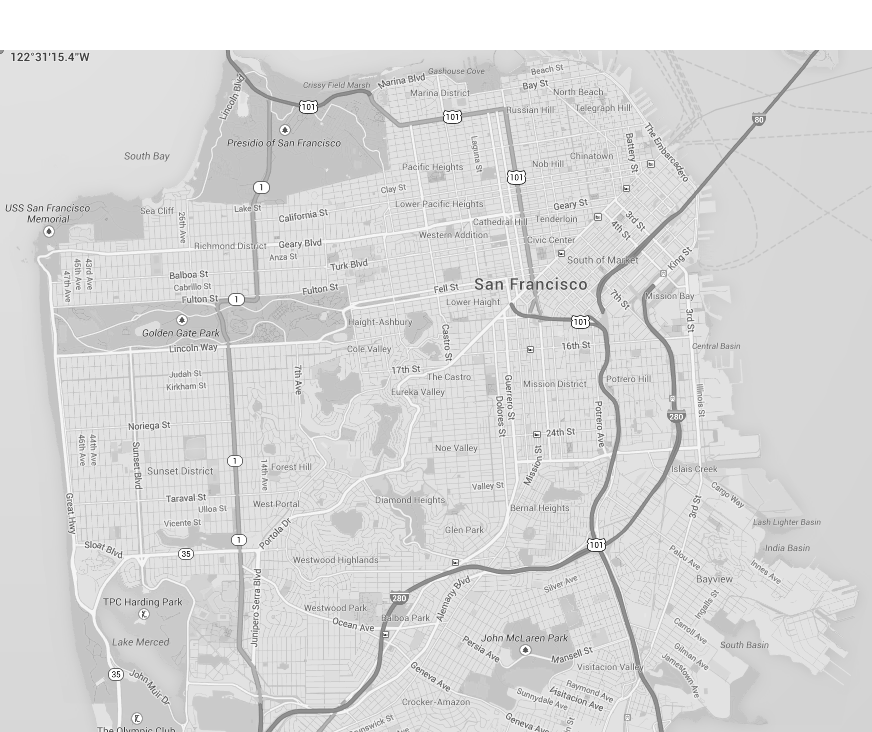 122°31'15.4"W
Beach St
Gashouse Cove
Marina Blvd
Crissy Field Marsh
Bay St
Marina District
North Beach
Lincoln Blvd
101
101
Russian Hill
Telegraph Hill
80
The Embarcadero
Presidio of San Francisco
Laguna St
Battery St
South Bay
Chinatown
Nob Hill
Pacific Heights
101
1
Clay St
Lower Pacific Heights
Geary St
USS San Francisco
Memorial
Sea Cliff
26th Ave
Lake St
California St
Cathedral Hill
Tenderloin
3rd St
4th St
Western Addition
Civic Center
Richmond District
Geary Blvd
Anza St
King St
43rd Ave
45th Ave
47th Ave
Turk Blvd
South of Market
Balboa St
Cabrillo St
Fulton St
1
Fulton St
Fell St
San Francisco
Lower Haight
7th St
Mission Bay
3rd St
Golden Gate Park
Haight-Ashbury
101
Lincoln Way
Cole Valley
Castro St
16th St
Central Basin
Judah St
Kirkham St
7th Ave
17th St
The Castro
Eureka Valley
Guerrero St
Dolores St
Mission District
Potrero Hill
Illinois St
Potrero Ave
280
Noriega St
44th Ave
46th Ave
Sunset Blvd
24th St
Noe Valley
Mission St
Sunset District
1
14th Ave
Forest Hill
Islais Creek
Valley St
Cargo Way
Taraval St
Ulloa St
West Portal
Diamond Heights
Bernal Heights
3rd St
Great Hwy
Vicente St
Portola Dr
Glen Park
Lash Lighter Basin
Sloat Blvd
35
1
101
India Basin
Westwood Highlands
Palou Ave
Innes Ave
Junipero Serra Blvd
Alemany Blvd
Silver Ave
Bayview
TPC Harding Park
280
Westwood Park
Ocean Ave
Balboa Park
Ingalls St
Carroll Ave
Lake Merced
Persia Ave
John McLaren Park
Mansell St
South Basin
Gilman Ave
Jamestown Ave
35
John Muir Dr
Geneva Ave
Visitacion Valley
Raymond Ave
Sunnydale Ave
Visitacion Ave
Crocker-Amazon
Geneva Ave
The Olympic Club